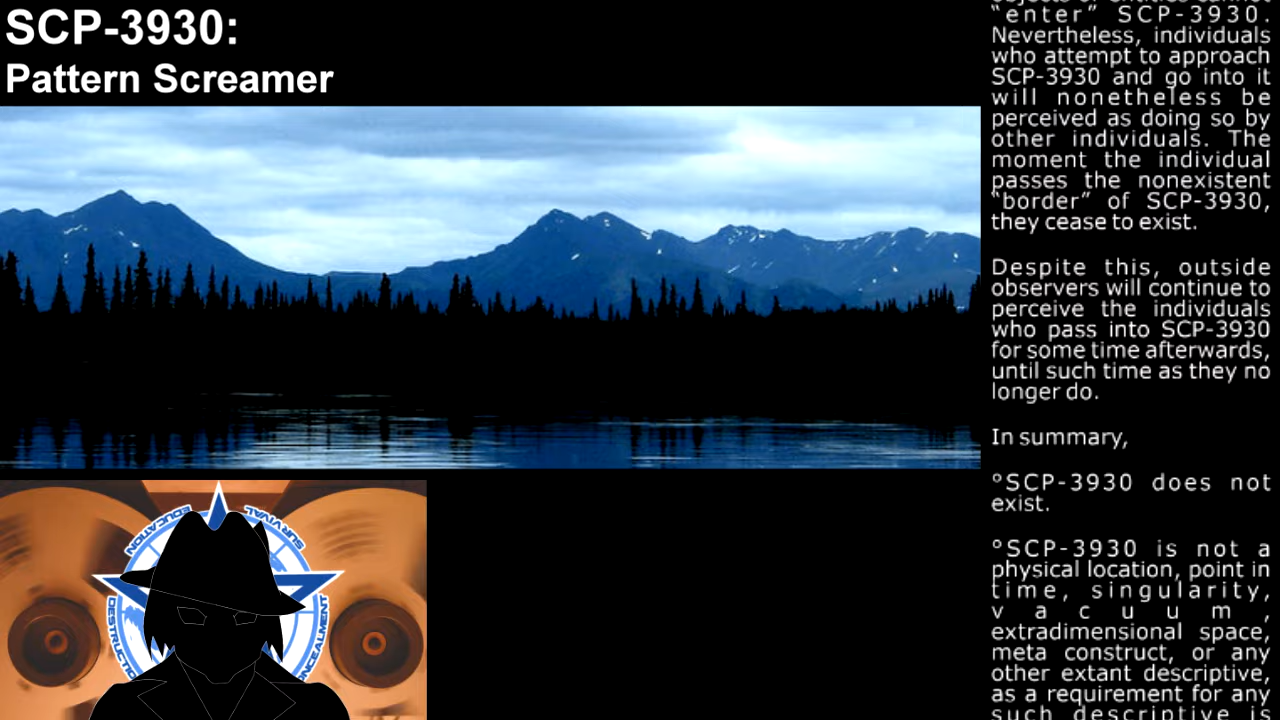 SCP-3930:
Pattern Screamer
"enter" SCP-3930.
Nevertheless, individuals
who attempt to approach
SCP-3930 and go into it
will nonetheless be
perceived as doing so by
other individuals. The
moment the individual
passes the nonexistent
"border" of SCP-3930,
they cease to exist.
Despite this, outside
observers will continue to
perceive the individuals
who pass into SCP-3930
for some time afterwards,
until such time as they no
longer do.
In summary,
°SCP-3930 does not
exist.
°SCP-3930 is not a
physical location, point in
time, singularity,
vacuum,
extradimensional space,
meta construct, or any
other extant descriptive,
as a requirement for any
such descriptive is
EDUCATION
SURVIVAL